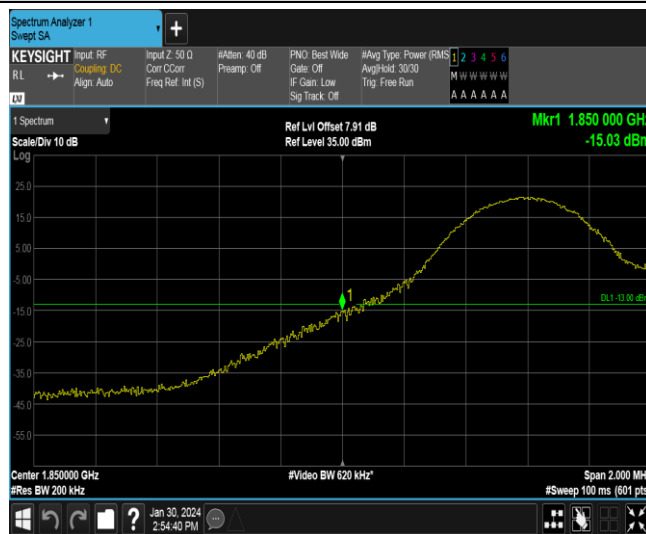 Spectrum Analyzer 1
Swept SA
+
KEYSIGHT
RL
LXI
Input: RF
Coupling: DC
Align: Auto
Input Z: 50 Ω
Corr CCorr
Freq Ref: Int (S)
#Atten: 40 dB
Preamp: Off
PNO: Best Wide
Gate: Off
IF Gain: Low
Sig Track: Off
#Avg Type: Power (RMS
Avg|Hold: 30/30
Trig: Free Run
1 2 3 4 5 6
M W W W W W
A A A A A A
1 Spectrum
Scale/Div 10 dB
Log
Ref Lvl Offset 7.91 dB
Ref Level 35.00 dBm
Mkr1 1.850 000 GHz
-15.03 dBm
25.0
15.0
5.00
-5.00
-15.0
-25.0
-35.0
-45.0
-55.0
1
DL1 -13.00 dBm
Center 1.850000 GHz
#Res BW 200 kHz
#Video BW 620 kHz*
Span 2.000 MH
#Sweep 100 ms (601 pts
?
Jan 30, 2024
2:54:40 PM